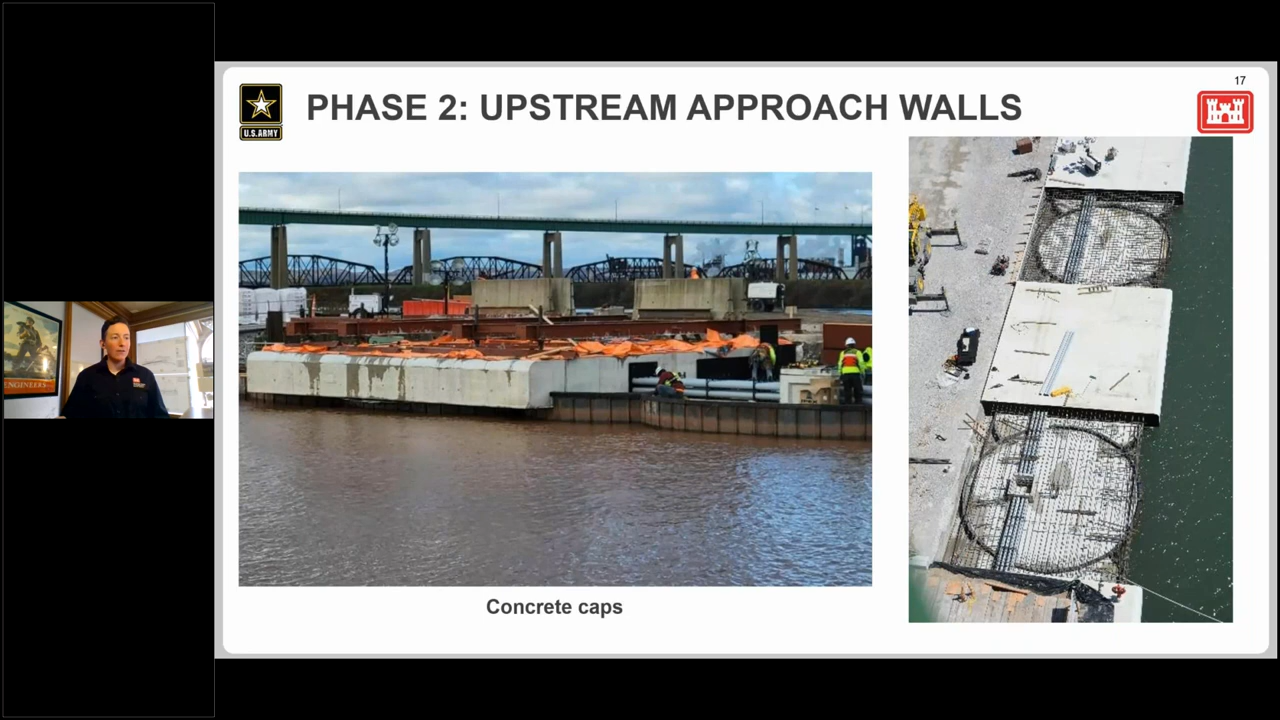 17
U.S.ARMY
PHASE 2: UPSTREAM APPROACH WALLS
ENGINEERS
Concrete caps